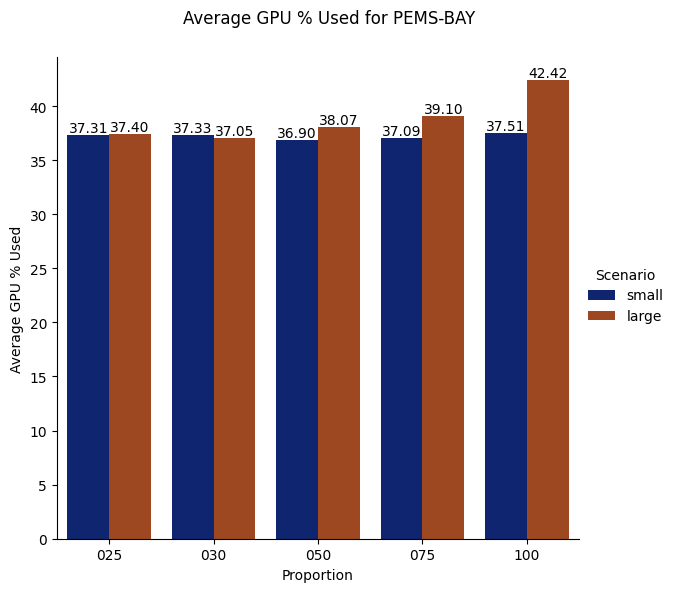 Average GPU % Used for PEMS-BAY
42.42
39.10
38.07
37.31 37.40 37.33 37.05 36.90 37.09 37.51
40
35
30
25
20
15
10
5
0
Average GPU % Used
025 030 050 075 100
Proportion
Scenario
small
large